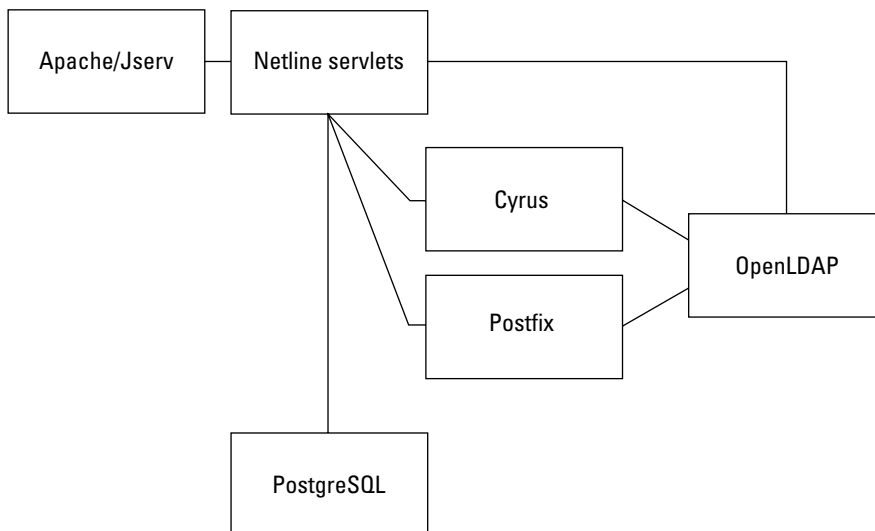 Apache/Jserv
Netline servlets
Cyrus
OpenLDAP
Postfix
PostgreSQL